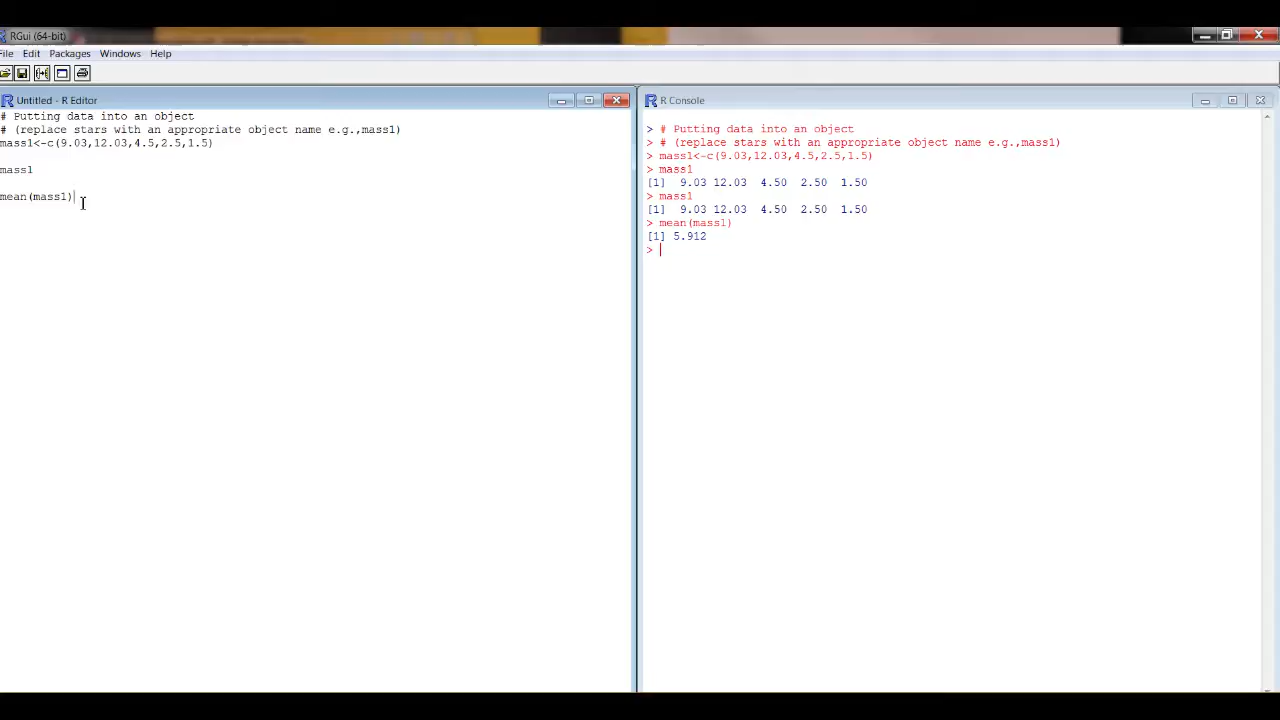 RGui (64-bit)
File Edit Packages Windows Help
Untitled - R Editor
# Putting data into an object
# (replace stars with an appropriate object name e.g.,mass1)
mass1<-c(9.03,12.03,4.5,2.5,1.5)
mass1
mean(mass1)
R Console
> # Putting data into an object
> # (replace stars with an appropriate object name e.g.,mass1)
> mass1<-c(9.03,12.03,4.5,2.5,1.5)
> mass1
[1]  9.03 12.03  4.50  2.50  1.50
> mass1
[1]  9.03 12.03  4.50  2.50  1.50
> mean(mass1)
[1] 5.912
>